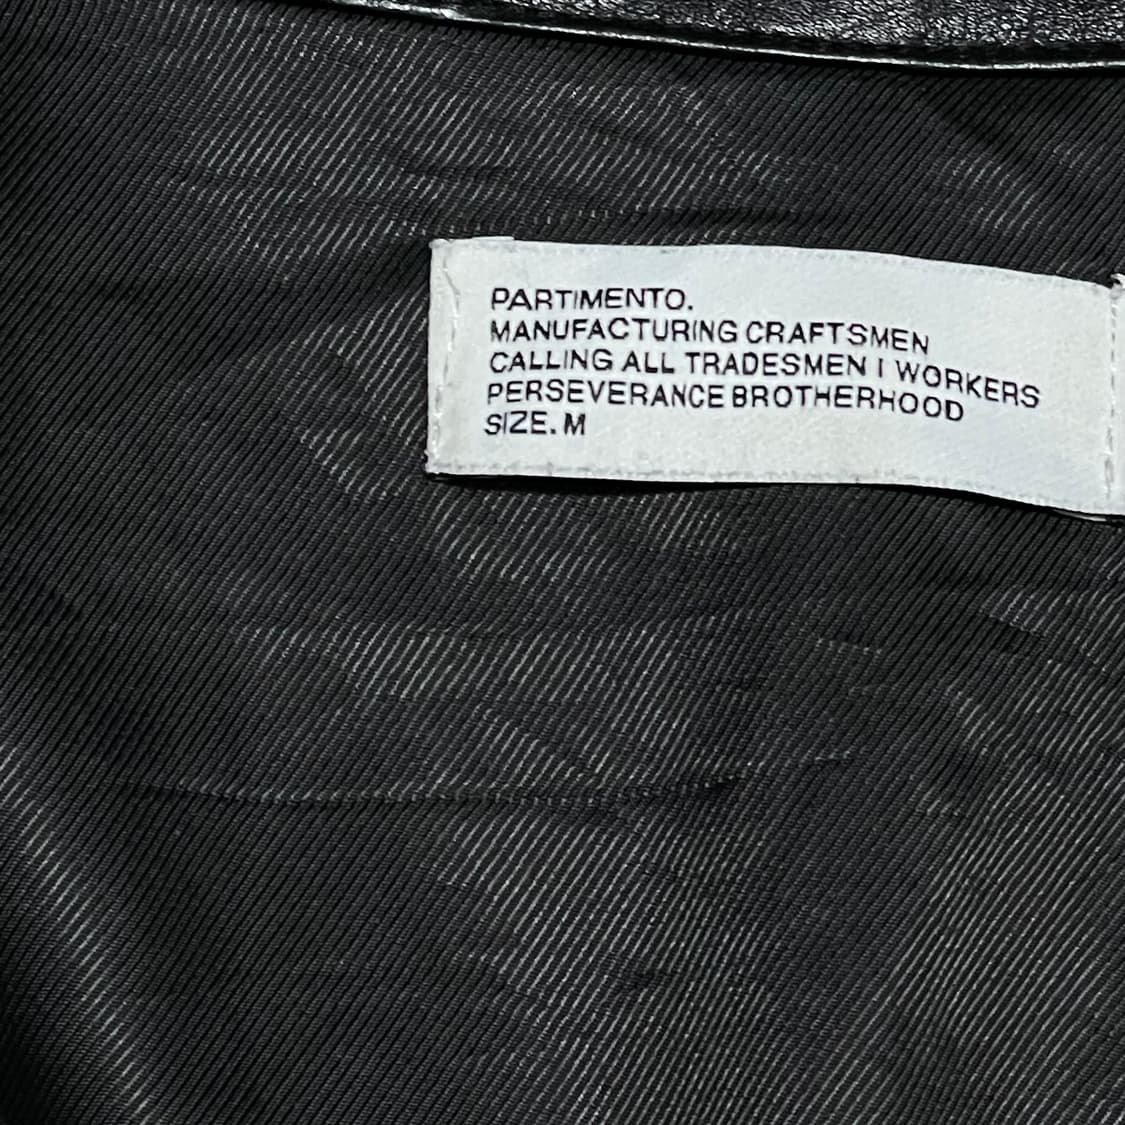 PARTIMENTO.
MANUFACTURING CRAFTSMEN
CALLING ALL TRADESMEN I WORKERS
PERSEVERANCE BROTHERHOOD
SIZE. M